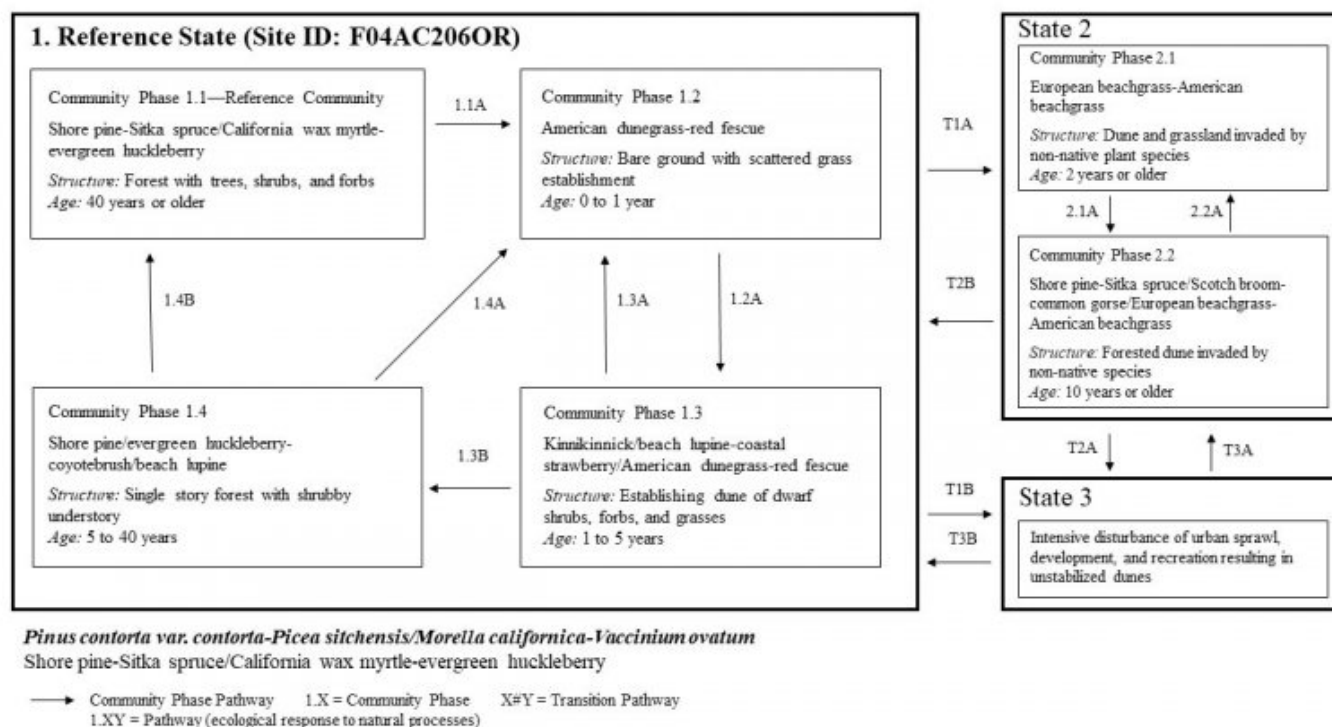 1. Reference State (Site ID: F04AC206OR)
Community Phase 1.1—Reference Community
Shore pine-Sitka spruce/California wax myrtle-
evergreen huckleberry
Structure: Forest with trees, shrubs, and forbs
Age: 40 years or older
1.1A
Community Phase 1.2
American dunegrass-red fescue
Structure: Bare ground with scattered grass
establishment
Age: 0 to 1 year
1.4B
1.4A
1.3A
1.2A
Community Phase 1.4
Shore pine/evergreen huckleberry-
coyotebrush/beach lupine
Structure: Single story forest with shrubby
understory
Age: 5 to 40 years
1.3B
Community Phase 1.3
Kinnikinnick/beach lupine-coastal
strawberry/American dunegrass-red fescue
Structure: Establishing dune of dwarf
shrubs, forbs, and grasses
Age: 1 to 5 years
T1A
T2B
T1B
T3B
State 2
Community Phase 2.1
European beachgrass-American
beachgrass
Structure: Dune and grassland invaded by
non-native plant species
Age: 2 years or older
2.1A
2.2A
Community Phase 2.2
Shore pine-Sitka spruce/Scotch broom-
common gorse/European beachgrass-
American beachgrass
Structure: Forested dune invaded by
non-native species
Age: 10 years or older
T2A
T3A
State 3
Intensive disturbance of urban sprawl,
development, and recreation resulting in
unstabilized dunes
Pinus contorta var. contorta-Picea sitchensis/Morella californica-Vaccinium ovatum
Shore pine-Sitka spruce/California wax myrtle-evergreen huckleberry
Community Phase Pathway 1.X = Community Phase X#Y = Transition Pathway
1.XY = Pathway (ecological response to natural processes)